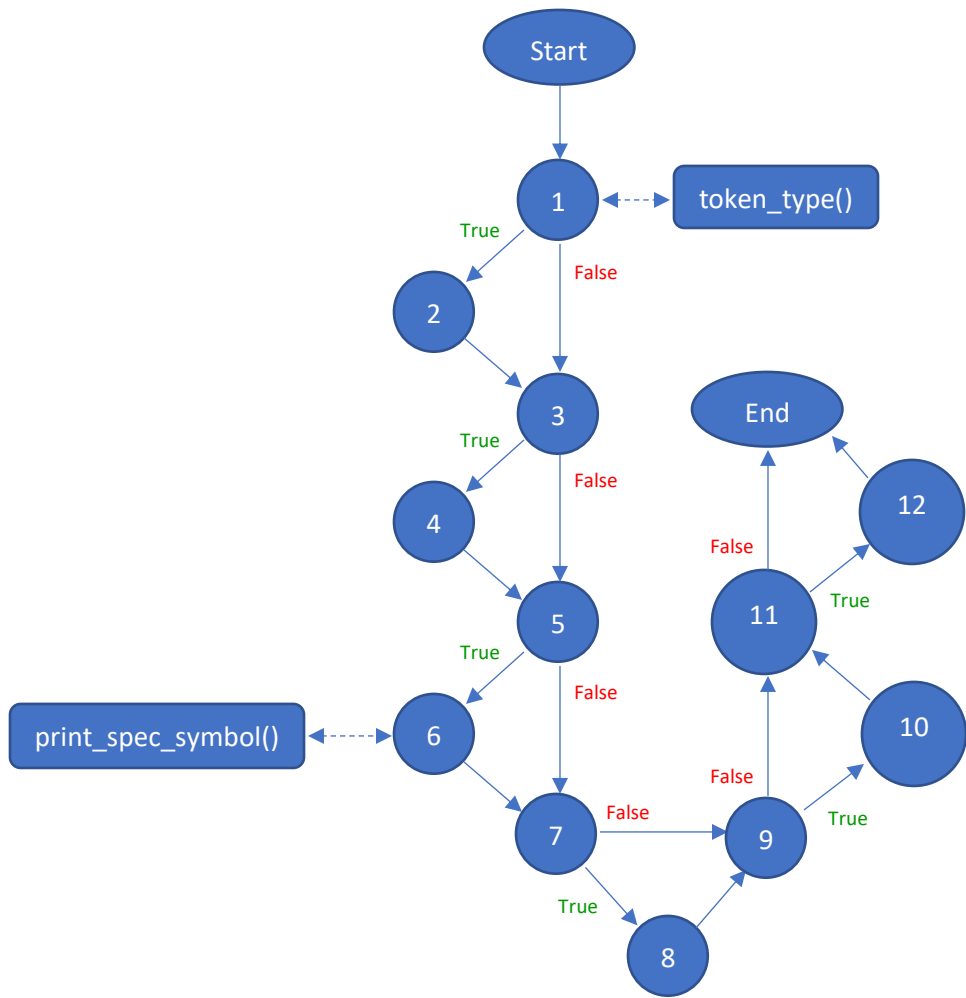 Start
1
token_type()
True
False
2
3
End
True
False
4
12
False
5
11
True
True
False
print_spec_symbol()
6
10
False
False
7
9
True
True
8